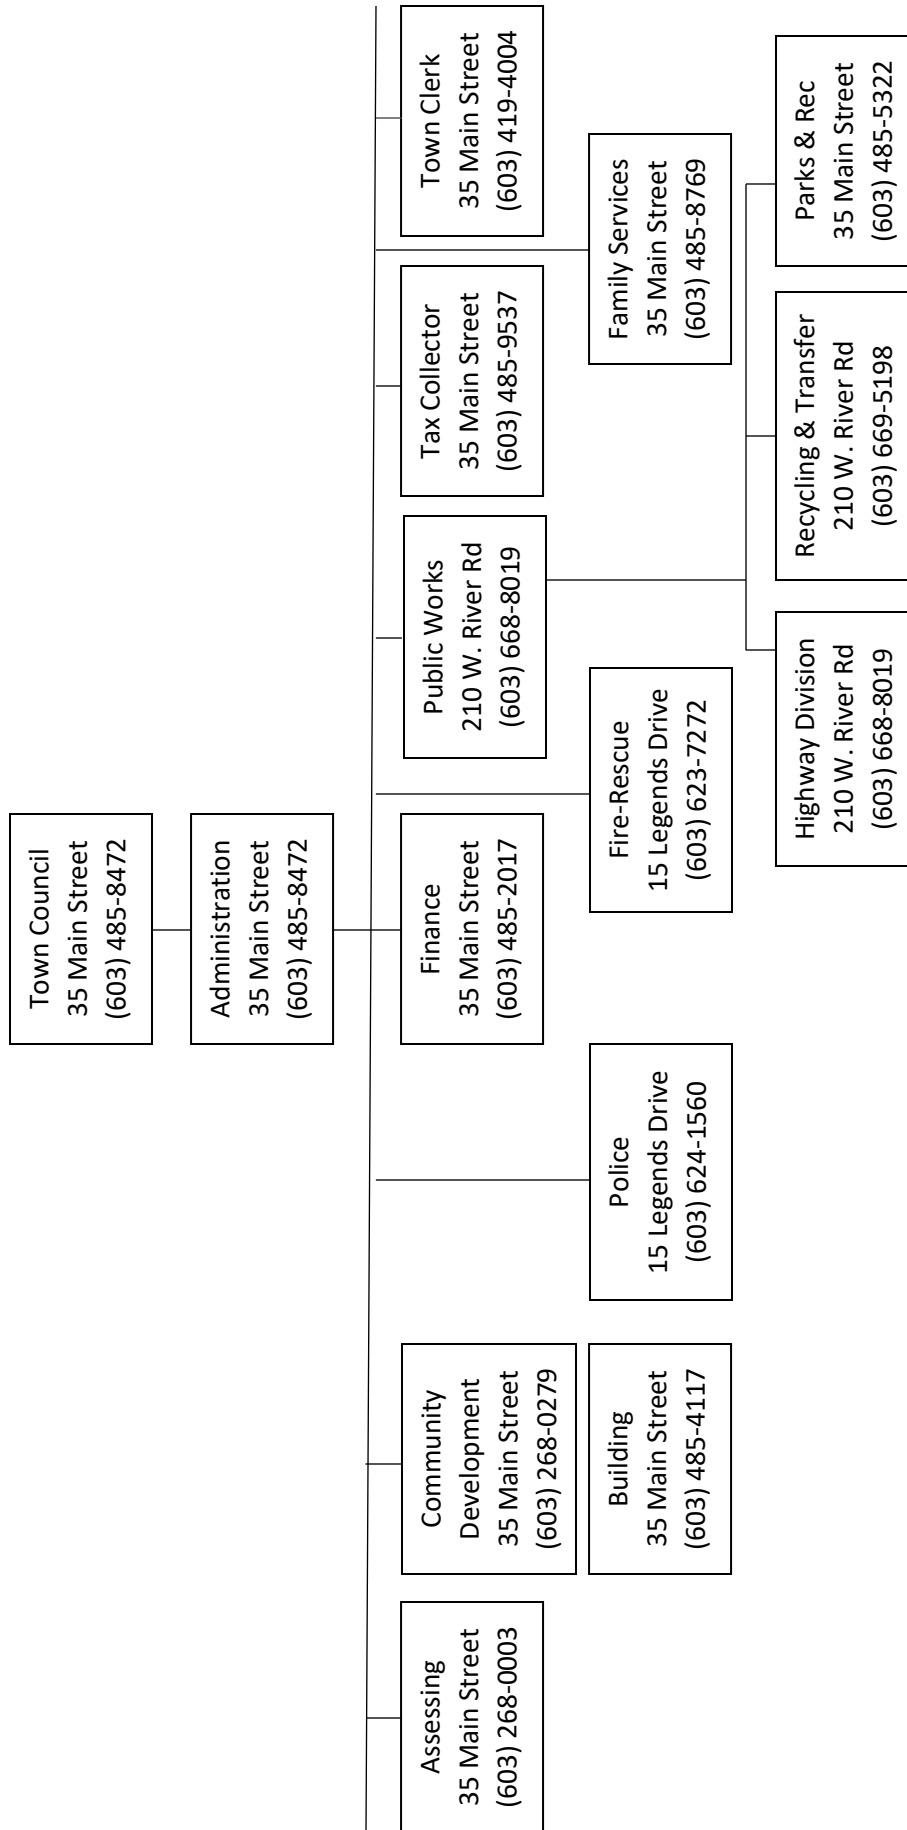 Town Council
35 Main Street
(603) 485-8472
Administration
35 Main Street
(603) 485-8472
Assessing
35 Main Street
(603) 268-0003
Community
Development
35 Main Street
(603) 268-0279
Finance
35 Main Street
(603) 485-2017
Public Works
210 W. River Rd
(603) 668-8019
Tax Collector
35 Main Street
(603) 485-9537
Town Clerk
35 Main Street
(603) 419-4004
Building
35 Main Street
(603) 485-4117
Police
15 Legends Drive
(603) 624-1560
Fire-Rescue
15 Legends Drive
(603) 623-7272
Family Services
35 Main Street
(603) 485-8769
Highway Division
210 W. River Rd
(603) 668-8019
Recycling & Transfer
210 W. River Rd
(603) 669-5198
Parks & Rec
35 Main Street
(603) 485-5322